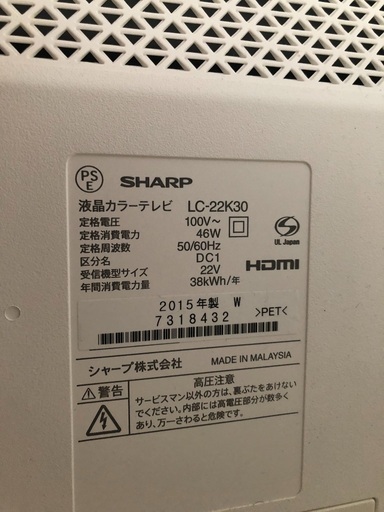 PS
E
SHARP
液晶カラーテレビ LC-22K30
定格電圧 100V～
定格消費電力 46W
定格周波数 50/60Hz
区分名 DC1
受信機型サイズ 22V
年間消費電力量 38kWh/年
S
UL Japan
HDMI
2015年製 W
7318432
>PET<
シャープ株式会社 MADE IN MALAYSIA
⚠警告
高圧注意
サービスマン以外の方は、裏ぶたをあけない
でください。内部には高電圧部分が数多く
あり、万一さわると危険です。